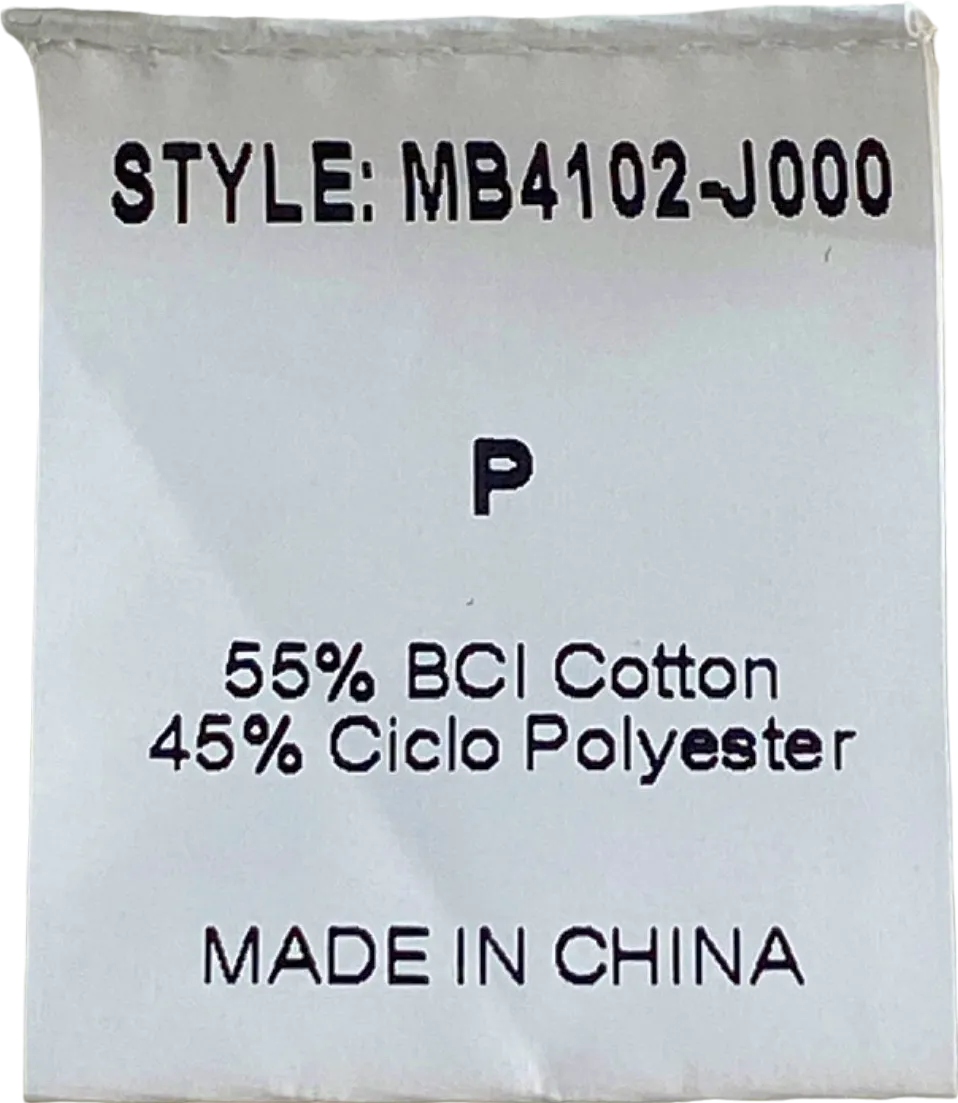 STYLE: MB4102-J000
P
55% BCI Cotton
45% Ciclo Polyester
MADE IN CHINA